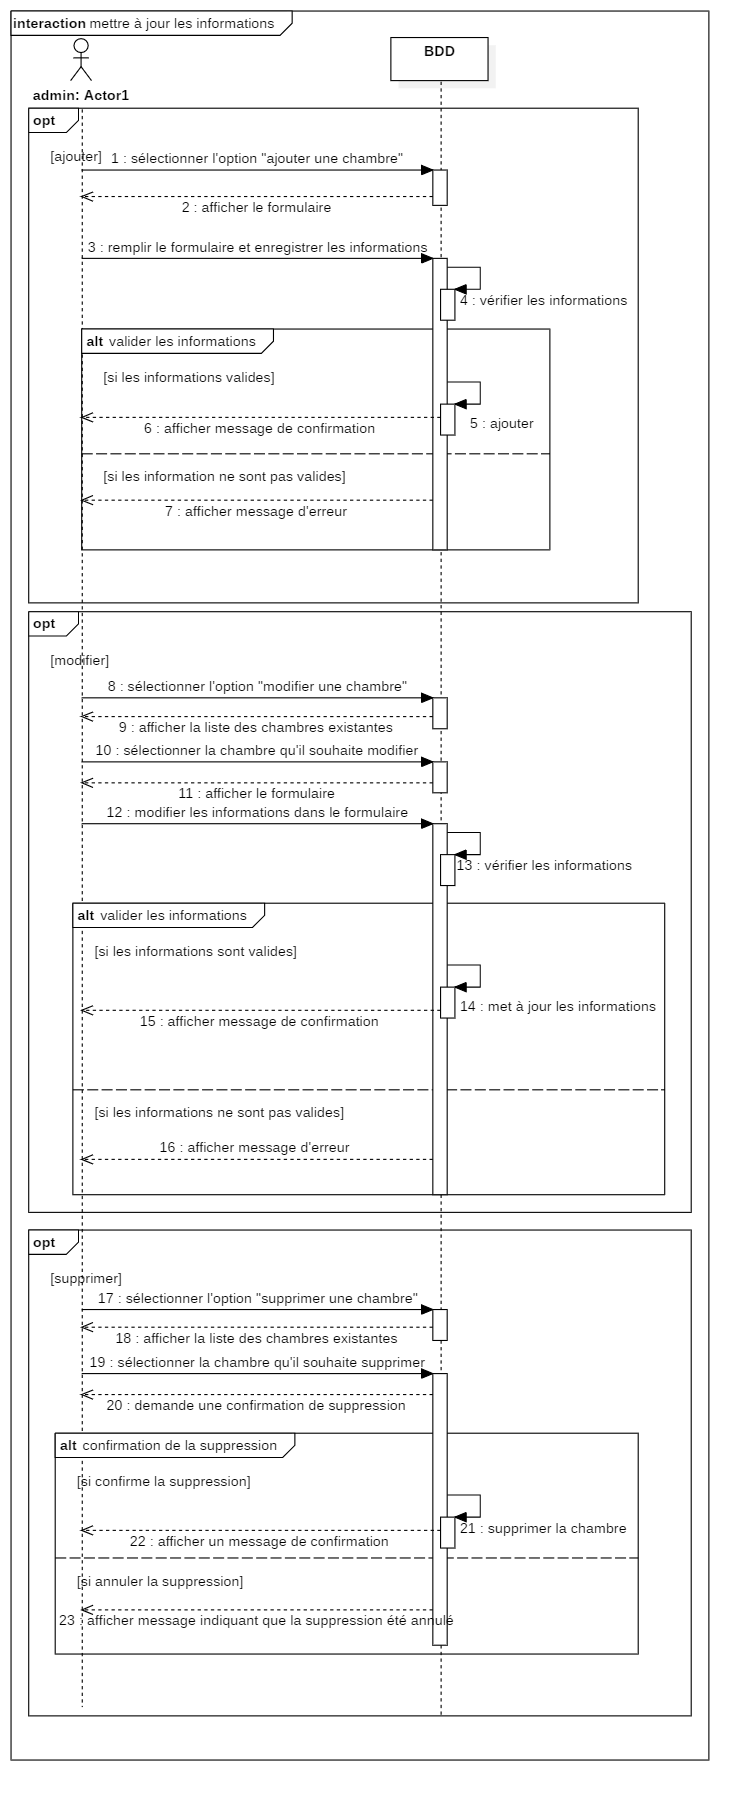 interaction mettre à jour les informations
BDD
admin: Actor1
opt
[ajouter]
1 : sélectionner l'option "ajouter une chambre"
2 : afficher le formulaire
3 : remplir le formulaire et enregistrer les informations
4 : vérifier les informations
alt valider les informations
[si les informations valides]
5 : ajouter
6 : afficher message de confirmation
[si les information ne sont pas valides]
7 : afficher message d'erreur
opt
[modifier]
8 : sélectionner l'option "modifier une chambre"
9 : afficher la liste des chambres existantes
10 : sélectionner la chambre qu'il souhaite modifier
11 : afficher le formulaire
12 : modifier les informations dans le formulaire
13 : vérifier les informations
alt valider les informations
[si les informations sont valides]
14 : met à jour les informations
15 : afficher message de confirmation
[si les informations ne sont pas valides]
16 : afficher message d'erreur
opt
[supprimer]
17 : sélectionner l'option "supprimer une chambre"
18 : afficher la liste des chambres existantes
19 : sélectionner la chambre qu'il souhaite supprimer
20 : demande une confirmation de suppression
alt confirmation de la suppression
[si confirme la suppression]
21 : supprimer la chambre
22 : afficher un message de confirmation
[si annuler la suppression]
23 : afficher message indiquant que la suppression été annulé